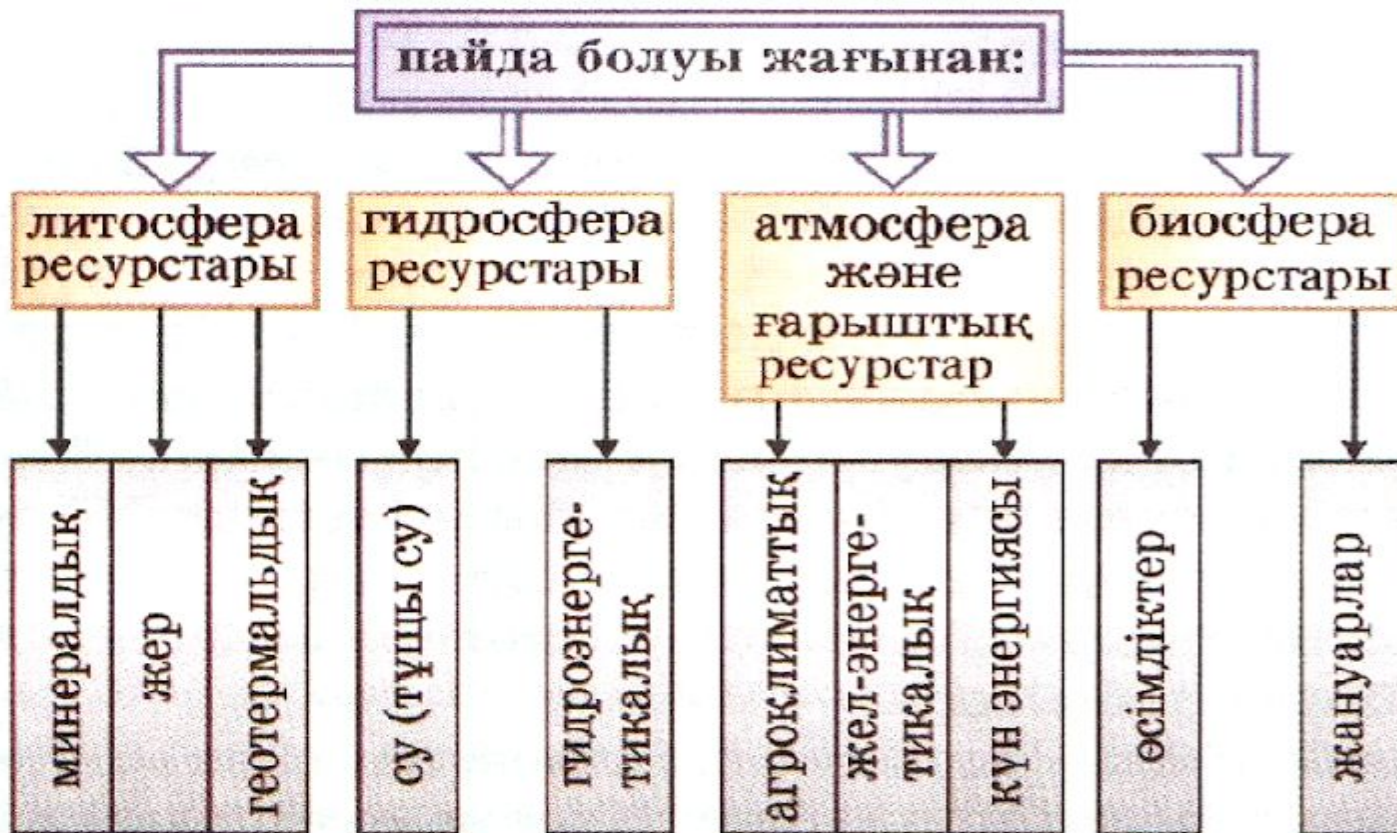 пайда болуы жағынан:
литосфера
ресурстары
гидросфера
ресурстары
атмосфера
және
ғарыштық
ресурстар
биосфера
ресурстары
минералдық
жер
геотермальдық
су (тұщы су)
гидроэнерге-
тикалық
агроклиматтық
жел-энерге-
тикалық
күн энергиясы
өсімдіктер
жануарлар